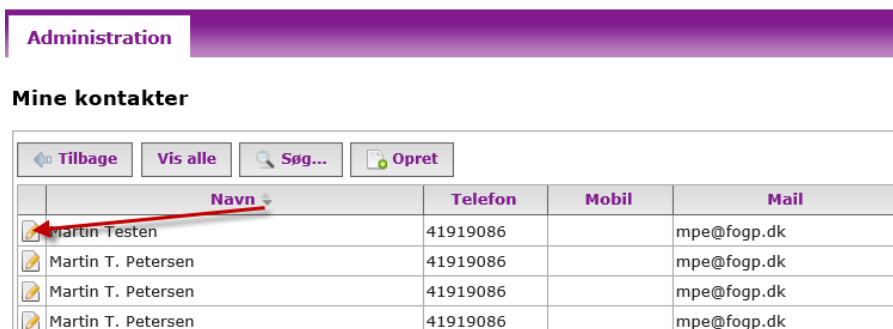 Administration
Mine kontakter
Tilbage Vis alle Søg... Opret
Navn Telefon Mobil Mail
Martin Testen 41919086 mpe@fogp.dk
Martin T. Petersen 41919086 mpe@fogp.dk
Martin T. Petersen 41919086 mpe@fogp.dk
Martin T. Petersen 41919086 mpe@fogp.dk